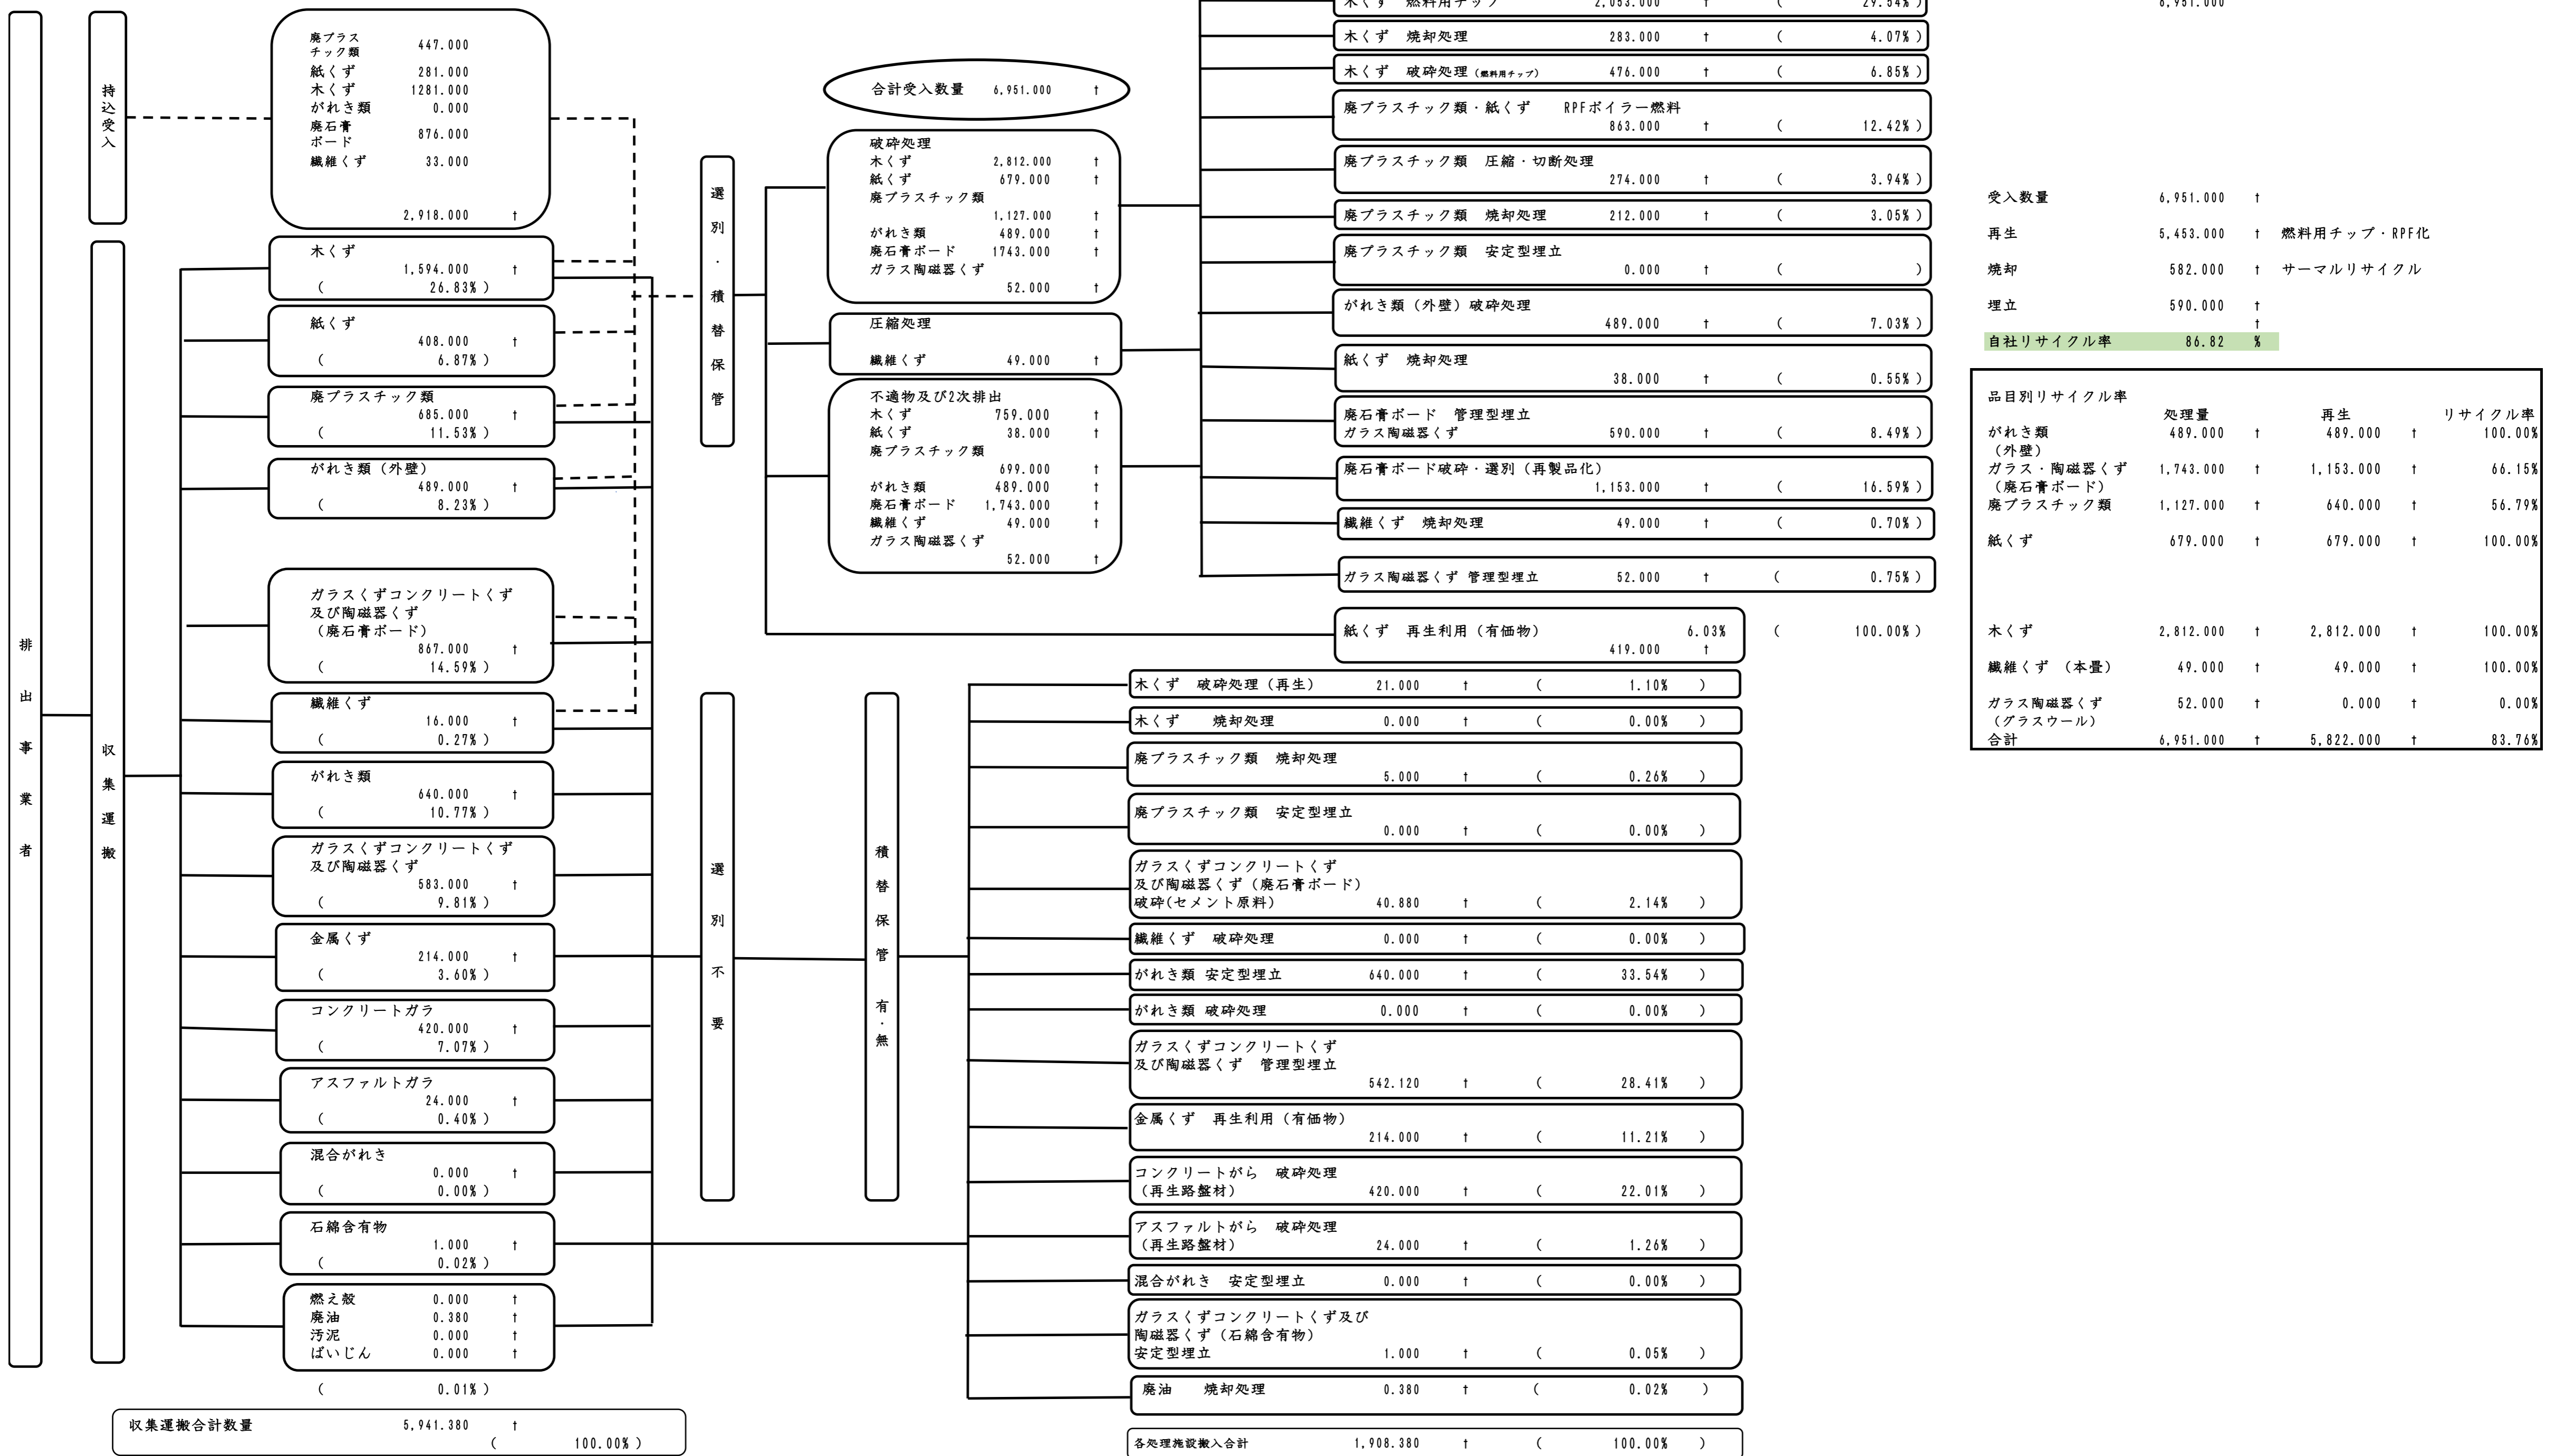 排出事業者
持込受入
収集運搬
廃プラス
チック類 447.000
紙くず 281.000
木くず 1281.000
がれき類 0.000
廃石膏
ボード 876.000
繊維くず 33.000
2,918.000 t
木くず
1,594.000 t
( 26.83% )
紙くず
408.000 t
( 6.87% )
廃プラスチック類
685.000 t
( 11.53% )
がれき類（外壁）
489.000 t
( 8.23% )
ガラスくずコンクリートくず
及び陶磁器くず
（廃石膏ボード）
867.000 t
( 14.59% )
繊維くず
16.000 t
( 0.27% )
がれき類
640.000 t
( 10.77% )
ガラスくずコンクリートくず
及び陶磁器くず
583.000 t
( 9.81% )
金属くず
214.000 t
( 3.60% )
コンクリートガラ
420.000 t
( 7.07% )
アスファルトガラ
24.000 t
( 0.40% )
混合がれき
0.000 t
( 0.00% )
石綿含有物
1.000 t
( 0.02% )
燃え殻 0.000 t
廃油 0.380 t
汚泥 0.000 t
ばいじん 0.000 t
( 0.01% )
収集運搬合計数量 5,941.380 t
( 100.00% )
選別・積替保管
選別不要
積替保管 有・無
合計受入数量 6,951.000 t
破砕処理
木くず 2,812.000 t
紙くず 679.000 t
廃プラスチック類
1,127.000 t
がれき類 489.000 t
廃石膏ボード 1743.000 t
ガラス陶磁器くず
52.000 t
圧縮処理
繊維くず 49.000 t
不適物及び2次排出
木くず 759.000 t
紙くず 38.000 t
廃プラスチック類
699.000 t
がれき類 489.000 t
廃石膏ボード 1,743.000 t
繊維くず 49.000 t
ガラス陶磁器くず
52.000 t
木くず 燃料用チップ 2,053.000 t ( 29.54% )
木くず 焼却処理 283.000 t ( 4.07% )
木くず 破砕処理（燃料用チップ） 476.000 t ( 6.85% )
廃プラスチック類・紙くず RPFボイラー燃料
863.000 t ( 12.42% )
廃プラスチック類 圧縮・切断処理
274.000 t ( 3.94% )
廃プラスチック類 焼却処理 212.000 t ( 3.05% )
廃プラスチック類 安定型埋立
0.000 t ( )
がれき類（外壁）破砕処理
489.000 t ( 7.03% )
紙くず 焼却処理
38.000 t ( 0.55% )
廃石膏ボード 管理型埋立
ガラス陶磁器くず 590.000 t ( 8.49% )
廃石膏ボード破砕・選別（再製品化）
1,153.000 t ( 16.59% )
繊維くず 焼却処理 49.000 t ( 0.70% )
ガラス陶磁器くず 管理型埋立 52.000 t ( 0.75% )
紙くず 再生利用（有価物） 6.03% ( 100.00% )
419.000 t
木くず 破砕処理（再生） 21.000 t ( 1.10% )
木くず 焼却処理 0.000 t ( 0.00% )
廃プラスチック類 焼却処理
5.000 t ( 0.26% )
廃プラスチック類 安定型埋立
0.000 t ( 0.00% )
ガラスくずコンクリートくず
及び陶磁器くず（廃石膏ボード）
破砕(セメント原料） 40.880 t ( 2.14% )
繊維くず 破砕処理 0.000 t ( 0.00% )
がれき類 安定型埋立 640.000 t ( 33.54% )
がれき類 破砕処理 0.000 t ( 0.00% )
ガラスくずコンクリートくず
及び陶磁器くず 管理型埋立
542.120 t ( 28.41% )
金属くず 再生利用（有価物）
214.000 t ( 11.21% )
コンクリートがら 破砕処理
（再生路盤材） 420.000 t ( 22.01% )
アスファルトがら 破砕処理
（再生路盤材） 24.000 t ( 1.26% )
混合がれき 安定型埋立 0.000 t ( 0.00% )
ガラスくずコンクリートくず及び
陶磁器くず（石綿含有物）
安定型埋立 1.000 t ( 0.05% )
廃油 焼却処理 0.380 t ( 0.02% )
各処理施設搬入合計 1,908.380 t ( 100.00% )
6,951.000
受入数量 6,951.000 t
再生 5,453.000 t 燃料用チップ・RPF化
焼却 582.000 t サーマルリサイクル
埋立 590.000 t
t
自社リサイクル率 86.82 %
品目別リサイクル率
処理量 再生 リサイクル率
がれき類 489.000 t 489.000 t 100.00%
（外壁）
ガラス・陶磁器くず 1,743.000 t 1,153.000 t 66.15%
（廃石膏ボード）
廃プラスチック類 1,127.000 t 640.000 t 56.79%
紙くず 679.000 t 679.000 t 100.00%
木くず 2,812.000 t 2,812.000 t 100.00%
繊維くず （本畳） 49.000 t 49.000 t 100.00%
ガラス陶磁器くず 52.000 t 0.000 t 0.00%
（グラスウール）
合計 6,951.000 t 5,822.000 t 83.76%